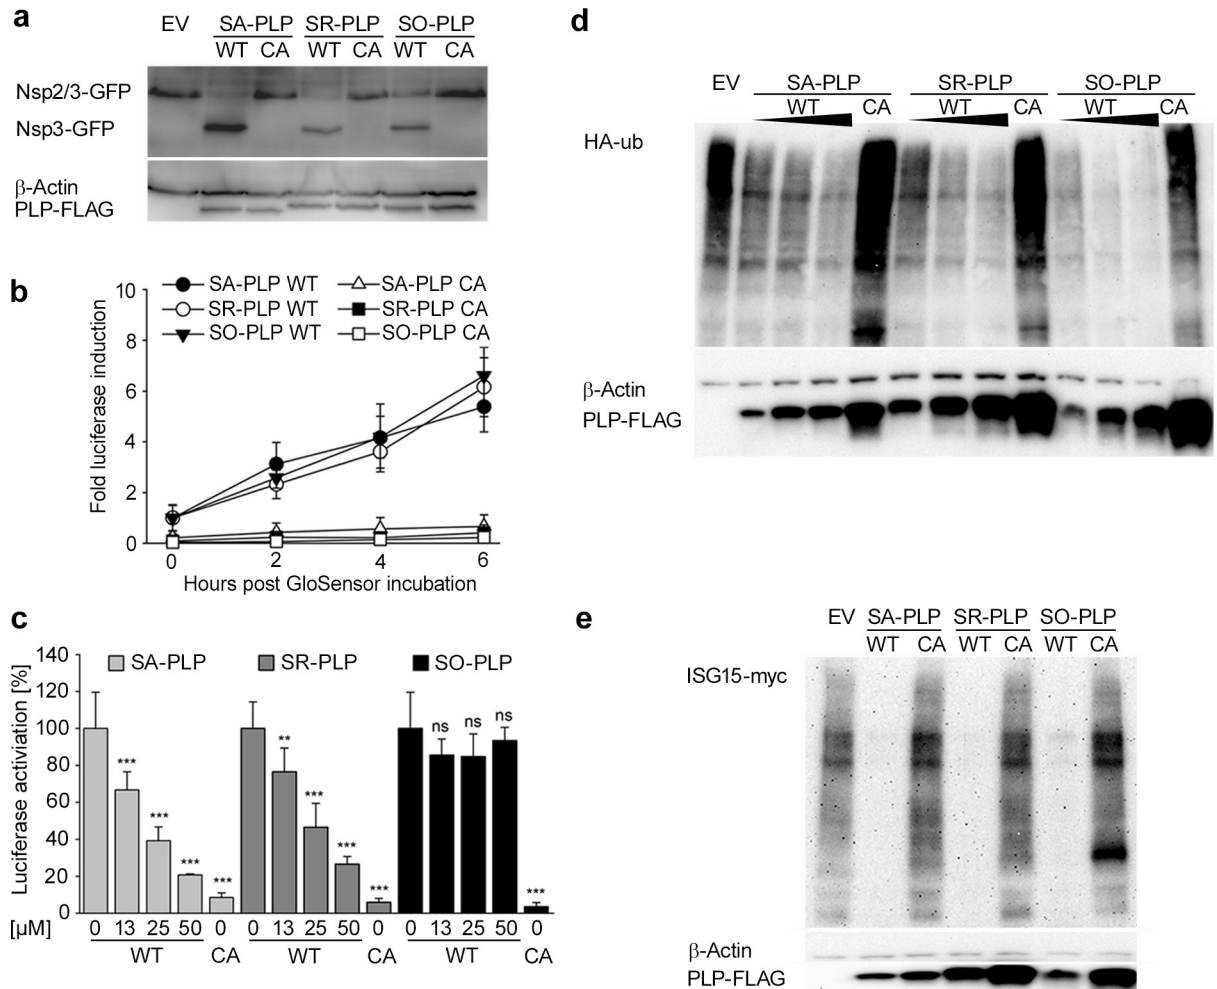 a
EV SA-PLP SR-PLP SO-PLP
WT CA WT CA WT CA
Nsp2/3-GFP
Nsp3-GFP
β-Actin
PLP-FLAG
b
SA-PLP WT SA-PLP CA
SR-PLP WT SR-PLP CA
SO-PLP WT SO-PLP CA
Fold luciferase induction
10
8
6
4
2
0
0 2 4 6
Hours post GloSensor incubation
c
SA-PLP SR-PLP SO-PLP
Luciferase activiation [%]
140
120
100
80
60
40
20
0
*** *** *** *** ** *** *** *** ns ns ns ***
[µM] 0 13 25 50 0 0 13 25 50 0 0 13 25 50 0
WT CA WT CA WT CA
d
EV SA-PLP SR-PLP SO-PLP
WT CA WT CA WT CA
HA-ub
β-Actin
PLP-FLAG
e
EV SA-PLP SR-PLP SO-PLP
WT CA WT CA WT CA
ISG15-myc
β-Actin
PLP-FLAG